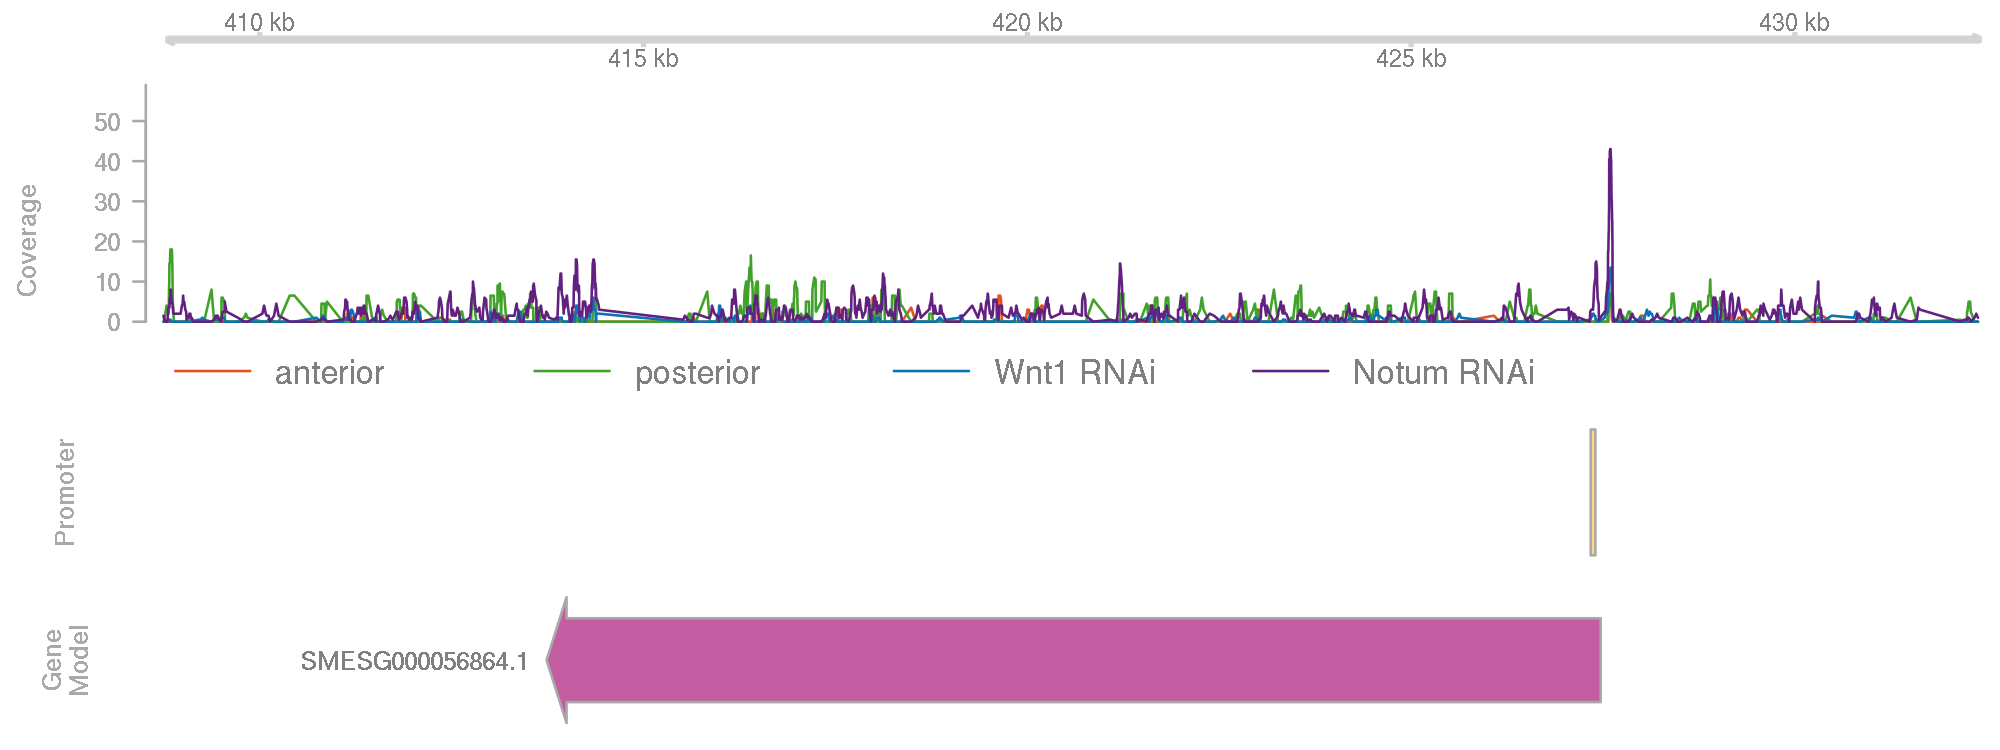 410 kb 420 kb 430 kb
415 kb 425 kb
Coverage
50
40
30
20
10
0
anterior posterior Wnt1 RNAi Notum RNAi
Promoter
Gene
Model
SMESG000056864.1